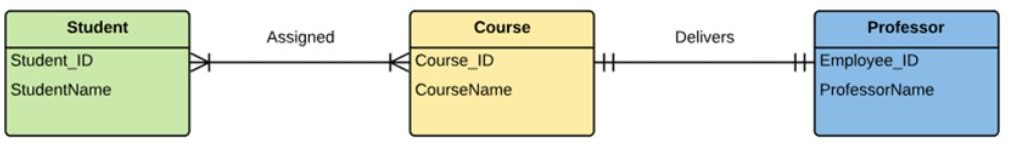 Student
Student_ID
StudentName
Assigned
Course
Course_ID
CourseName
Delivers
Professor
Employee_ID
ProfessorName